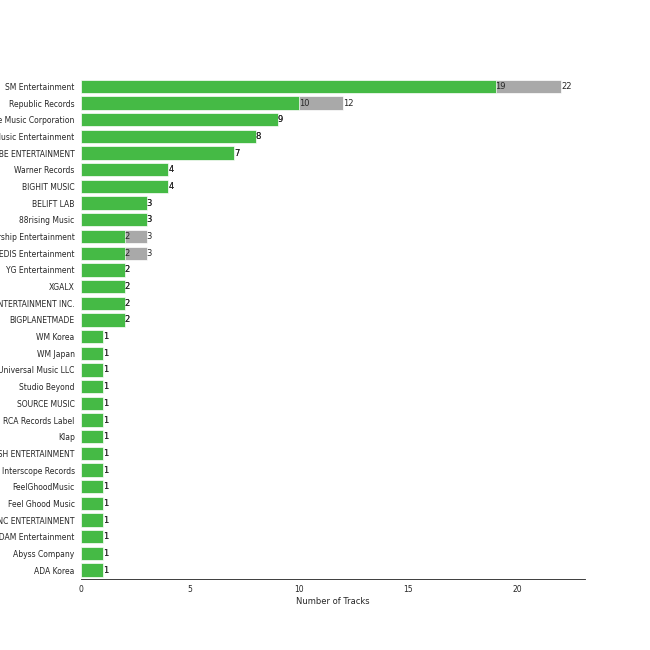 SM Entertainment 19 22
Republic Records 10 12
e Music Corporation 9
usic Entertainment 8
BE ENTERTAINMENT 7
Warner Records 4
BIGHIT MUSIC 4
BELIFT LAB 3
88rising Music 3
rship Entertainment 2 3
EDIS Entertainment 2 3
YG Entertainment 2
XGALX 2
NTERTAINMENT INC. 2
BIGPLANETMADE 2
WM Korea 1
WM Japan 1
Universal Music LLC 1
Studio Beyond 1
SOURCE MUSIC 1
RCA Records Label 1
Klap 1
SH ENTERTAINMENT 1
Interscope Records 1
FeelGhoodMusic 1
Feel Ghood Music 1
NC ENTERTAINMENT 1
DAM Entertainment 1
Abyss Company 1
ADA Korea 1
0 5 10 15 20
Number of Tracks